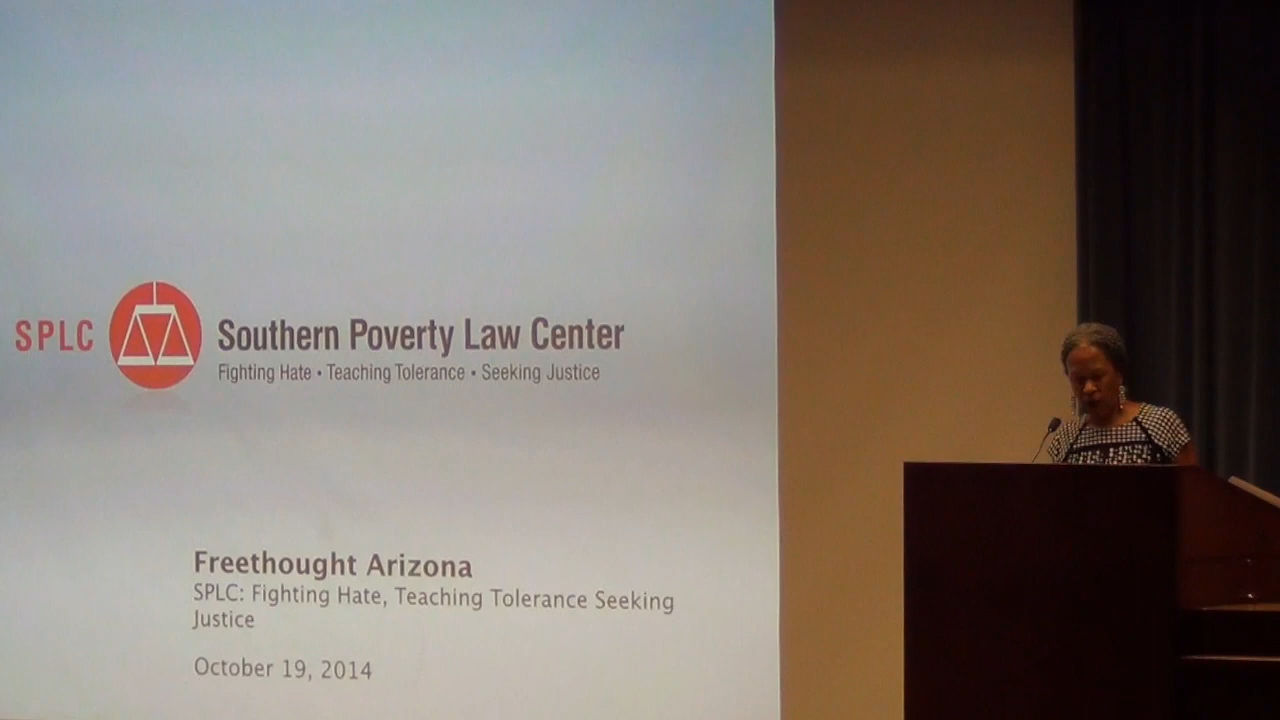 SPLC
Southern Poverty Law Center
Fighting Hate • Teaching Tolerance • Seeking Justice
Freethought Arizona
SPLC: Fighting Hate, Teaching Tolerance Seeking
Justice
October 19, 2014